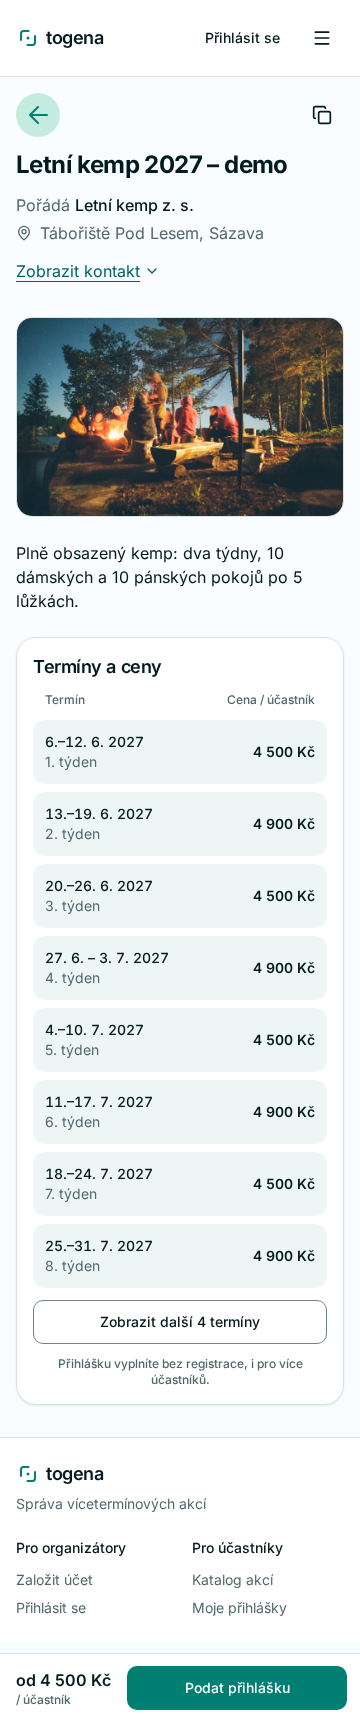 togena
Přihlásit se
Letní kemp 2027 – demo
Pořádá Letní kemp z. s.
Tábořiště Pod Lesem, Sázava
Zobrazit kontakt
Plně obsazený kemp: dva týdny, 10
dámských a 10 pánských pokojů po 5
lůžkách.
Termíny a ceny
Termín Cena / účastník
6.–12. 6. 2027
1. týden
4 500 Kč
13.–19. 6. 2027
2. týden
4 900 Kč
20.–26. 6. 2027
3. týden
4 500 Kč
27. 6. – 3. 7. 2027
4. týden
4 900 Kč
4.–10. 7. 2027
5. týden
4 500 Kč
11.–17. 7. 2027
6. týden
4 900 Kč
18.–24. 7. 2027
7. týden
4 500 Kč
25.–31. 7. 2027
8. týden
4 900 Kč
Zobrazit další 4 termíny
Přihlášku vyplníte bez registrace, i pro více
účastníků.
togena
Správa vícetermínových akcí
Pro organizátory
Založit účet
Přihlásit se
Pro účastníky
Katalog akcí
Moje přihlášky
od 4 500 Kč
/ účastník
Podat přihlášku